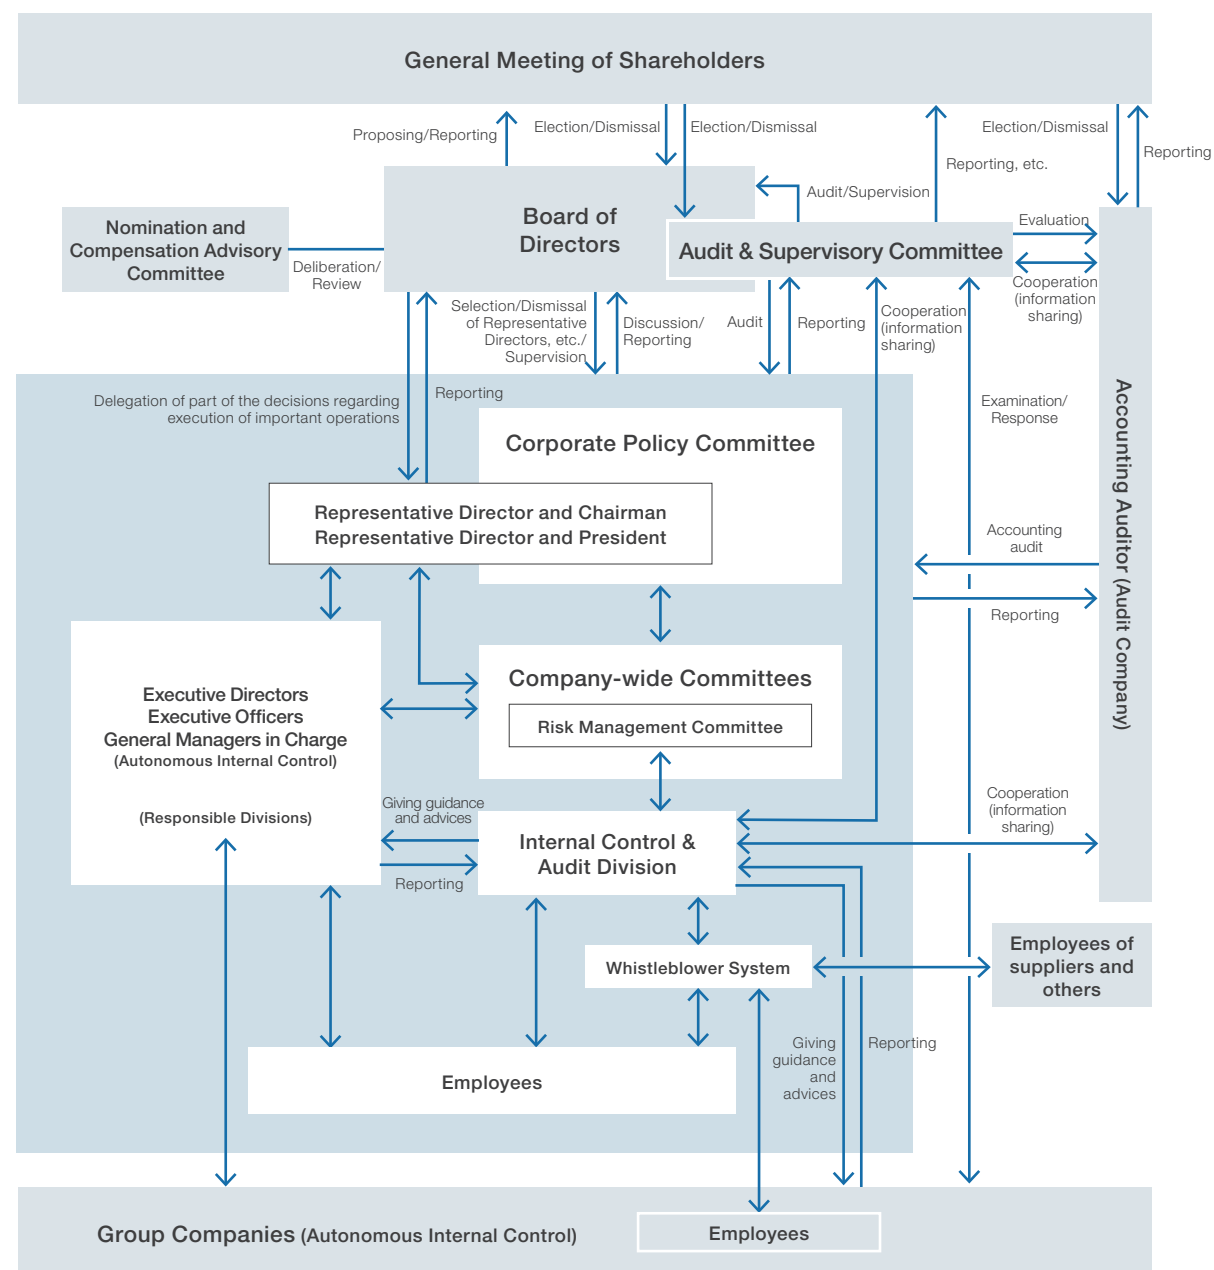 General Meeting of Shareholders
Proposing/Reporting
Election/Dismissal
Election/Dismissal
Reporting, etc.
Election/Dismissal
Reporting
Board of
Directors
Audit/Supervision
Nomination and
Compensation Advisory
Committee
Deliberation/
Review
Audit & Supervisory Committee
Evaluation
Cooperation
(information
sharing)
Selection/Dismissal
of Representative
Directors, etc./
Supervision
Discussion/
Reporting
Audit
Reporting
Cooperation
(information
sharing)
Delegation of part of the decisions regarding
execution of important operations
Reporting
Examination/
Response
Accounting Auditor (Audit Company)
Corporate Policy Committee
Representative Director and Chairman
Representative Director and President
Accounting
audit
Reporting
Executive Directors
Executive Officers
General Managers in Charge
(Autonomous Internal Control)
(Responsible Divisions)
Company-wide Committees
Risk Management Committee
Giving guidance
and advices
Reporting
Internal Control &
Audit Division
Cooperation
(information
sharing)
Whistleblower System
Employees of
suppliers and
others
Employees
Giving
guidance
and
advices
Reporting
Group Companies (Autonomous Internal Control)
Employees